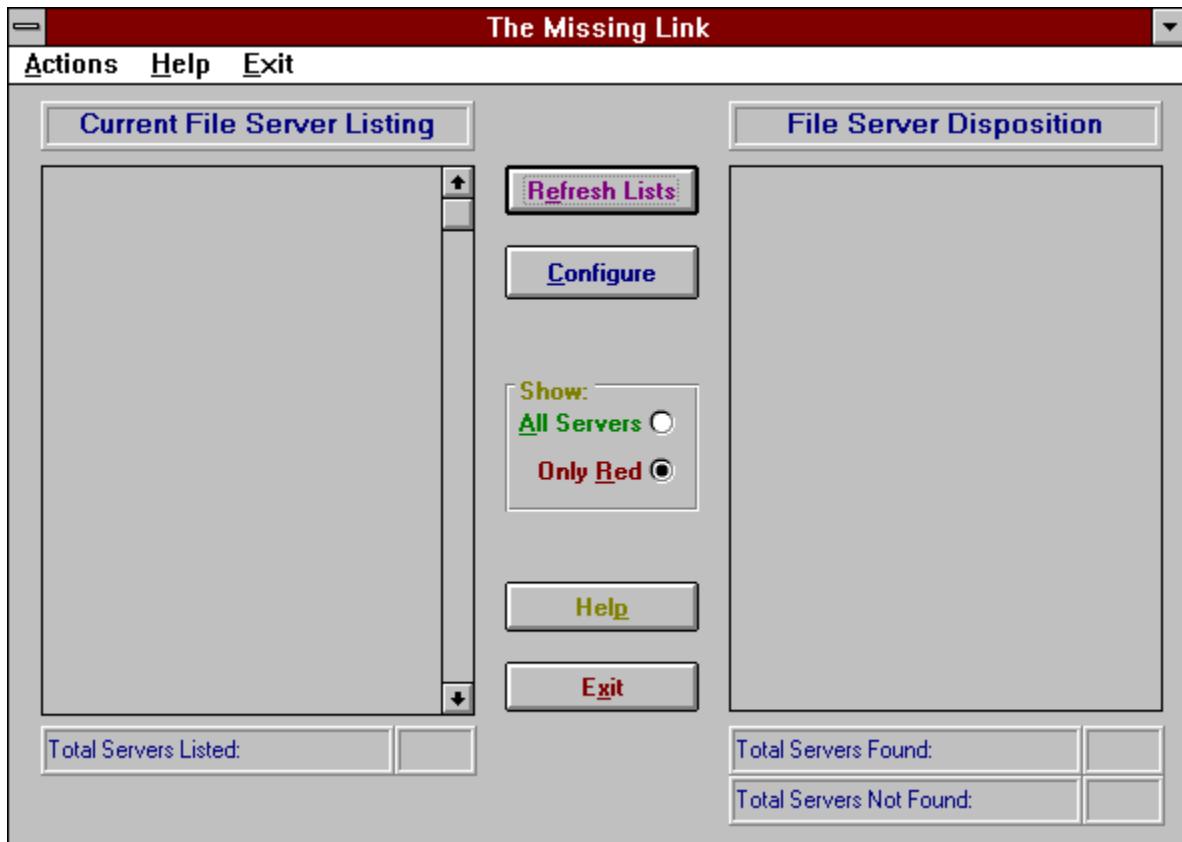 The Missing Link
Actions Help Exit
Current File Server Listing
File Server Disposition
Refresh Lists
Configure
Show:
All Servers
Only Red
Help
Exit
Total Servers Listed:
Total Servers Found:
Total Servers Not Found: